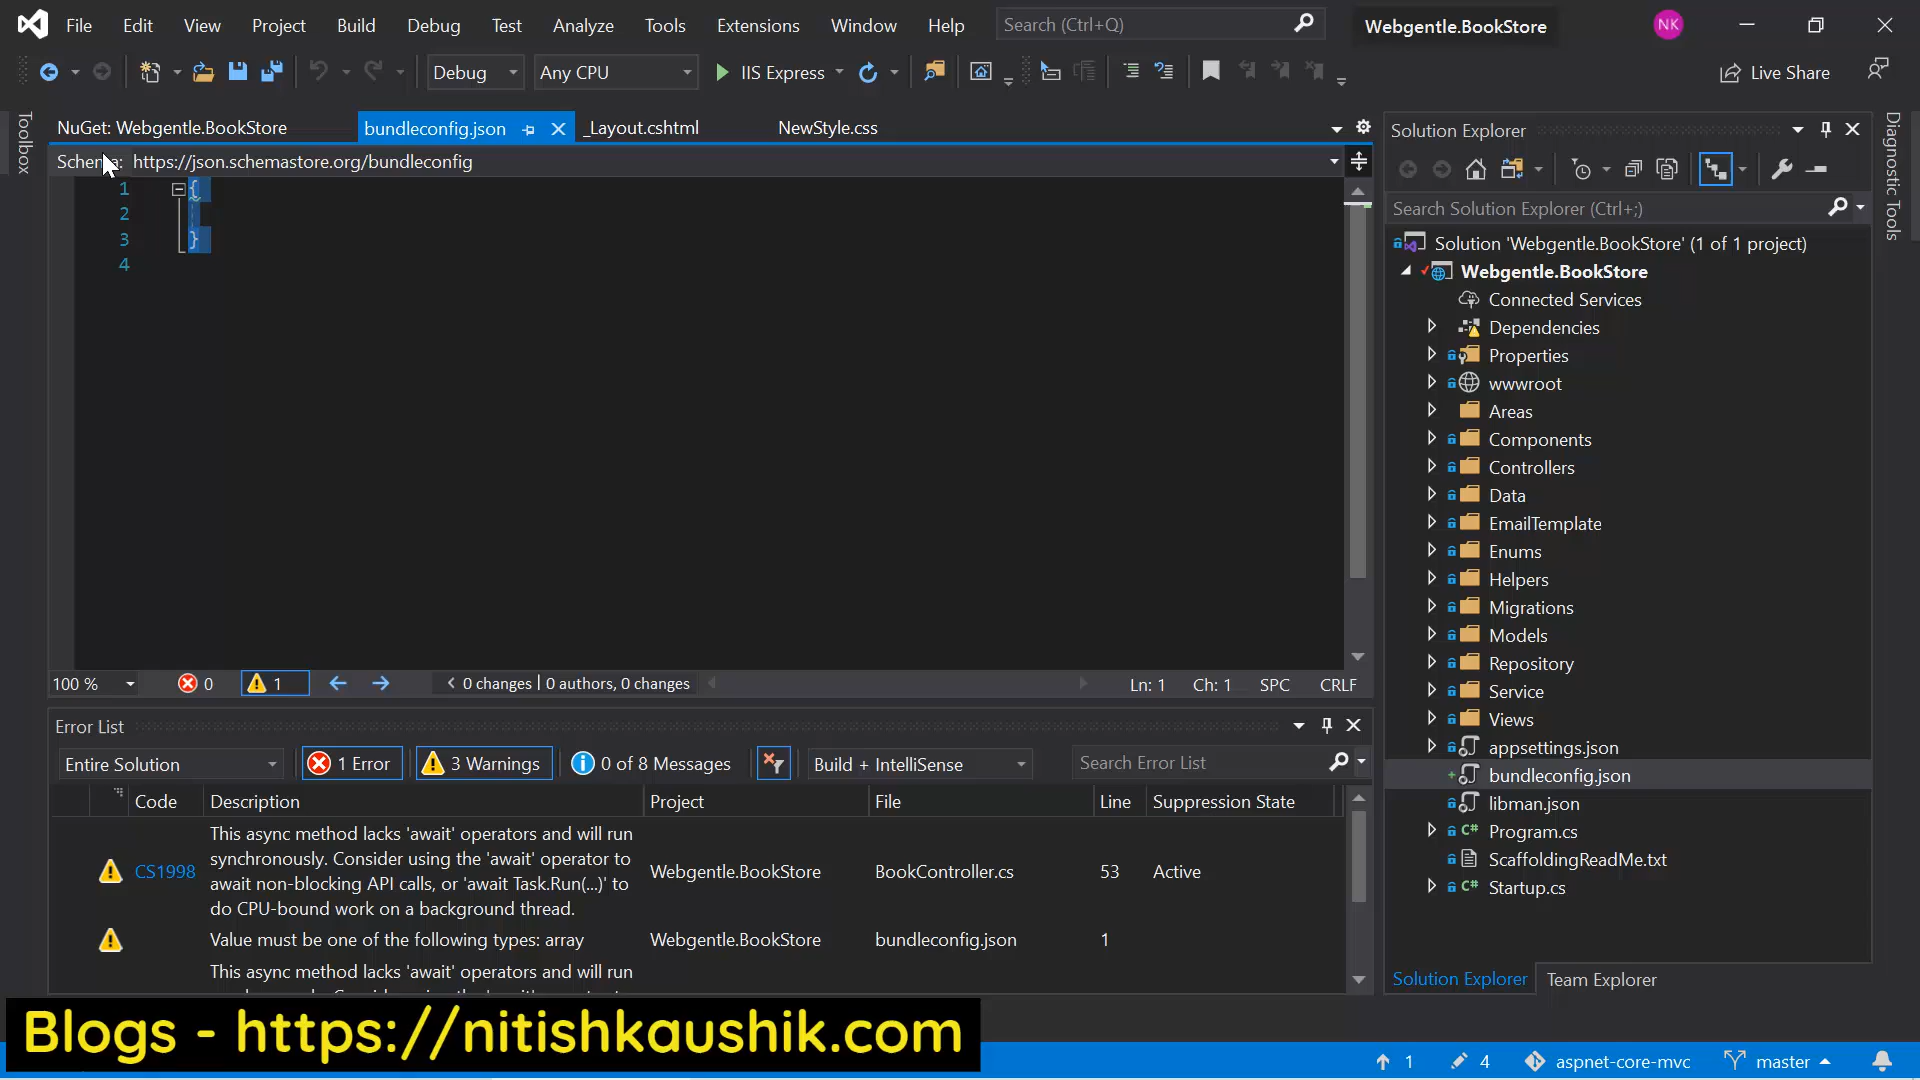 File Edit View Project Build Debug Test Analyze Tools Extensions Window Help Search (Ctrl+Q) Webgentle.BookStore NK
Debug Any CPU IIS Express Live Share
Toolbox
NuGet: Webgentle.BookStore bundleconfig.json _Layout.cshtml NewStyle.css
Schema: https://json.schemastore.org/bundleconfig
1 {
2
3 }
4
100 % 0 1 0 changes | 0 authors, 0 changes Ln: 1 Ch: 1 SPC CRLF
Error List
Entire Solution 1 Error 3 Warnings 0 of 8 Messages Build + IntelliSense Search Error List
Code Description Project File Line Suppression State
CS1998 This async method lacks 'await' operators and will run
synchronously. Consider using the 'await' operator to
await non-blocking API calls, or 'await Task.Run(...)' to
do CPU-bound work on a background thread. Webgentle.BookStore BookController.cs 53 Active
Value must be one of the following types: array Webgentle.BookStore bundleconfig.json 1
This async method lacks 'await' operators and will run
Solution Explorer
Search Solution Explorer (Ctrl+;)
Solution 'Webgentle.BookStore' (1 of 1 project)
Webgentle.BookStore
Connected Services
Dependencies
Properties
wwwroot
Areas
Components
Controllers
Data
EmailTemplate
Enums
Helpers
Migrations
Models
Repository
Service
Views
appsettings.json
bundleconfig.json
libman.json
Program.cs
ScaffoldingReadMe.txt
Startup.cs
Solution Explorer Team Explorer
Diagnostic Tools
Blogs - https://nitishkaushik.com
1 4 aspnet-core-mvc master